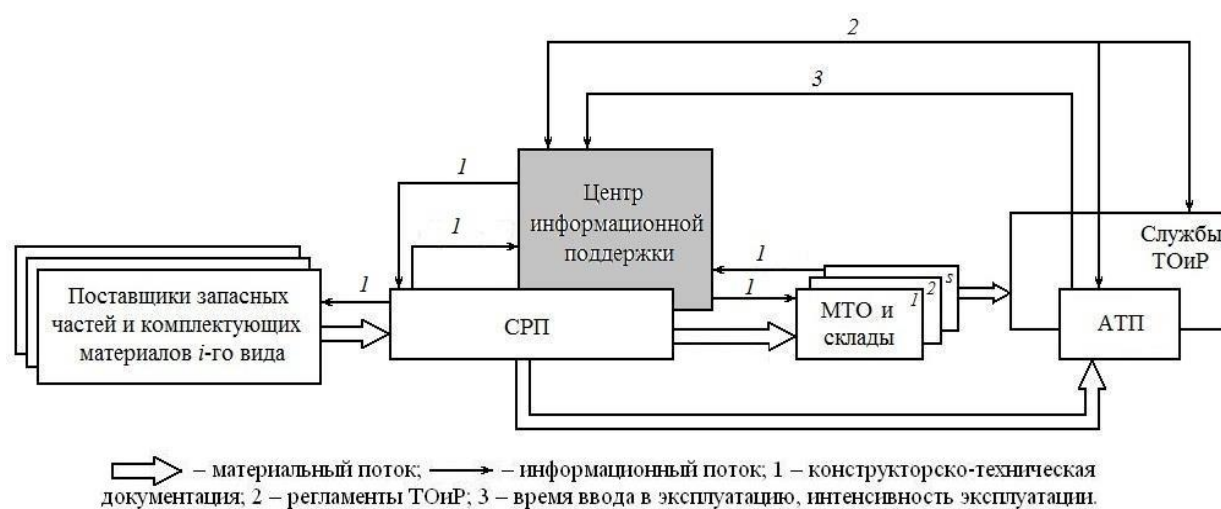 2
3
1
Центр
информационной
поддержки
1
1
Службы
ТОиР
1
1
s
2
1
Поставщики запасных
частей и комплектующих
материалов i-го вида
СРП
МТО и
склады
АТП
– материальный поток; – информационный поток; 1 – конструкторско-техническая
документация; 2 – регламенты ТОиР; 3 – время ввода в эксплуатацию, интенсивность эксплуатации.